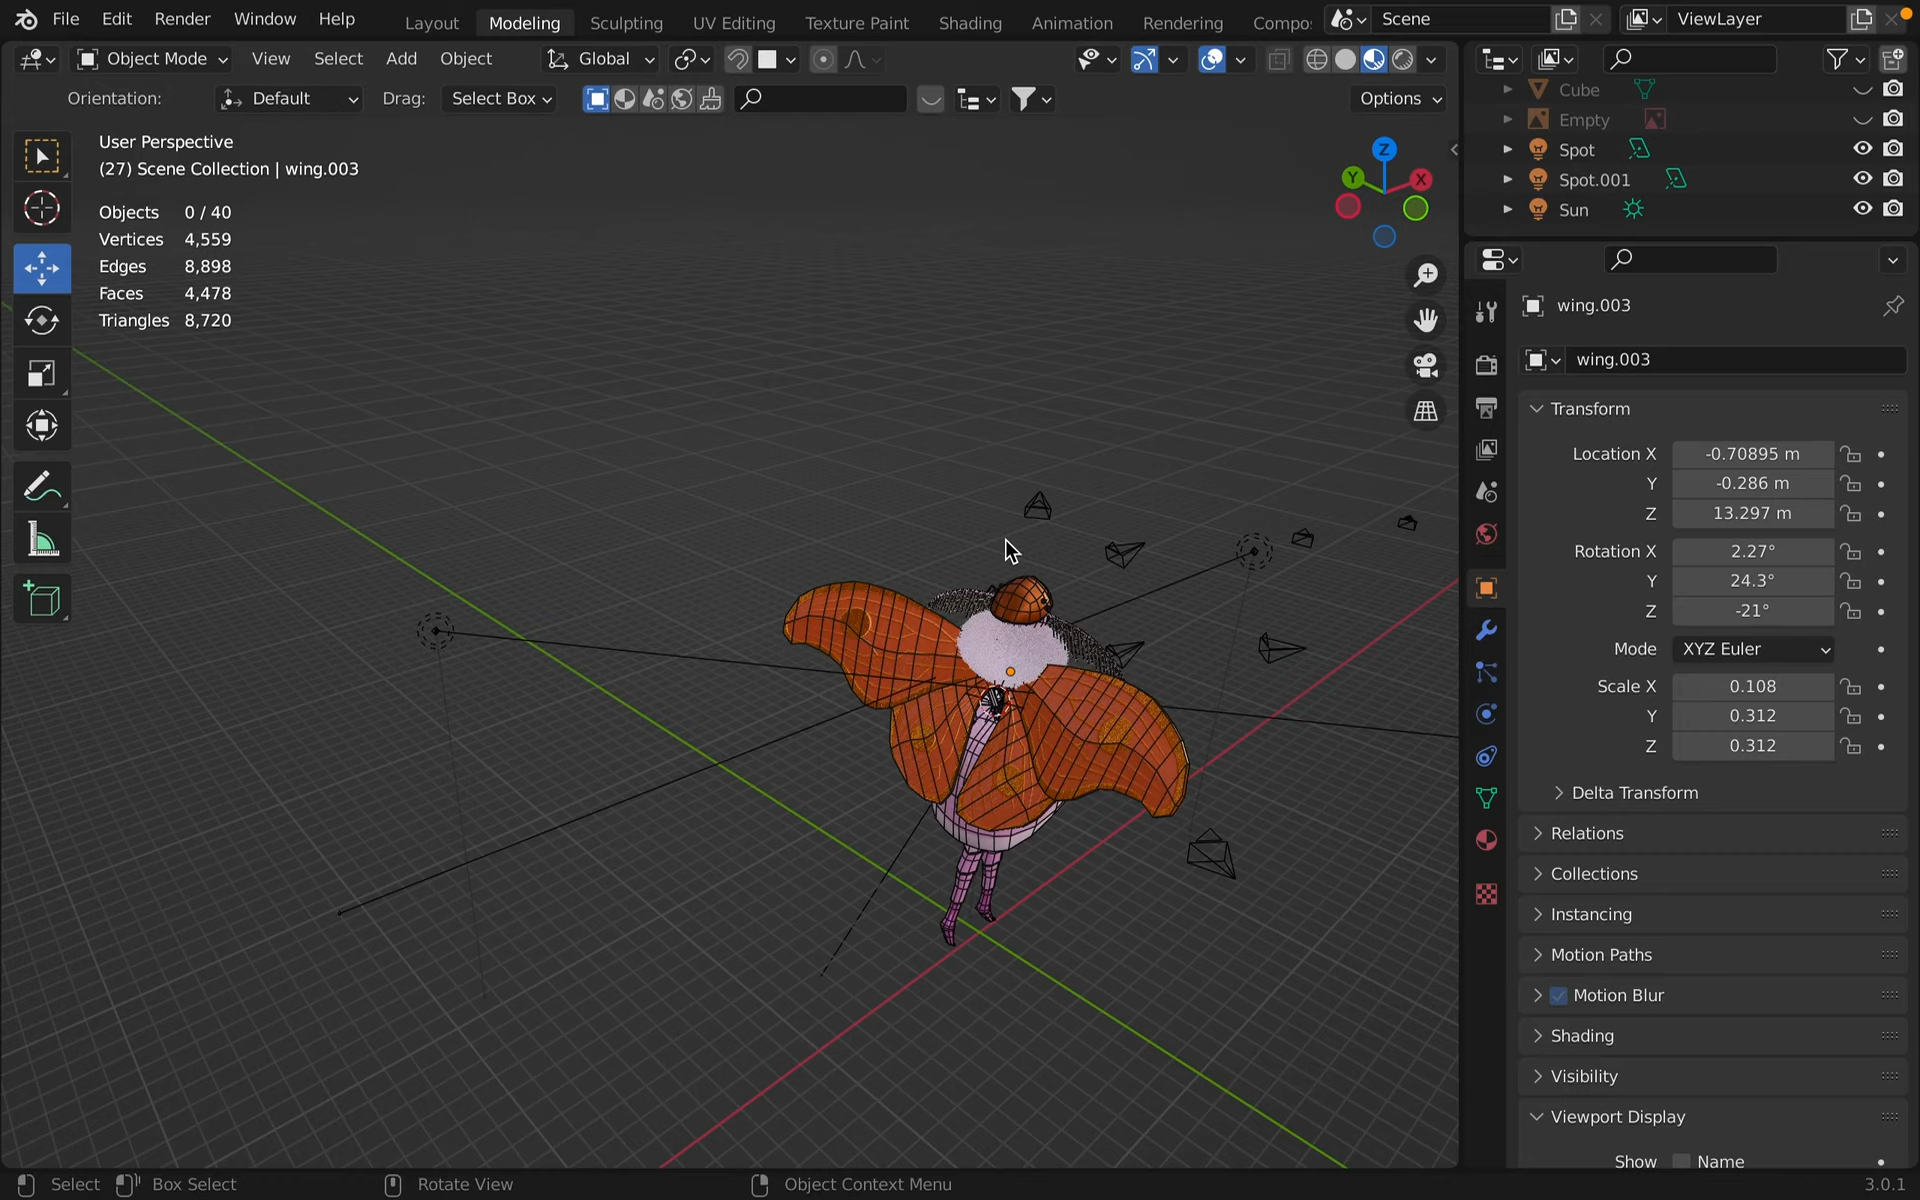 File Edit Render Window Help
Layout Modeling Sculpting UV Editing Texture Paint Shading Animation Rendering Compo:
Scene
ViewLayer
Object Mode View Select Add Object Global
Orientation: Default Drag: Select Box
Options
User Perspective
(27) Scene Collection | wing.003
Objects 0 / 40
Vertices 4,559
Edges 8,898
Faces 4,478
Triangles 8,720
Z
Y
X
Cube
Empty
Spot
Spot.001
Sun
wing.003
wing.003
Transform
Location X -0.70895 m
Y -0.286 m
Z 13.297 m
Rotation X 2.27°
Y 24.3°
Z -21°
Mode XYZ Euler
Scale X 0.108
Y 0.312
Z 0.312
Delta Transform
Relations
Collections
Instancing
Motion Paths
Motion Blur
Shading
Visibility
Viewport Display
Show Name
Select Box Select Rotate View Object Context Menu 3.0.1